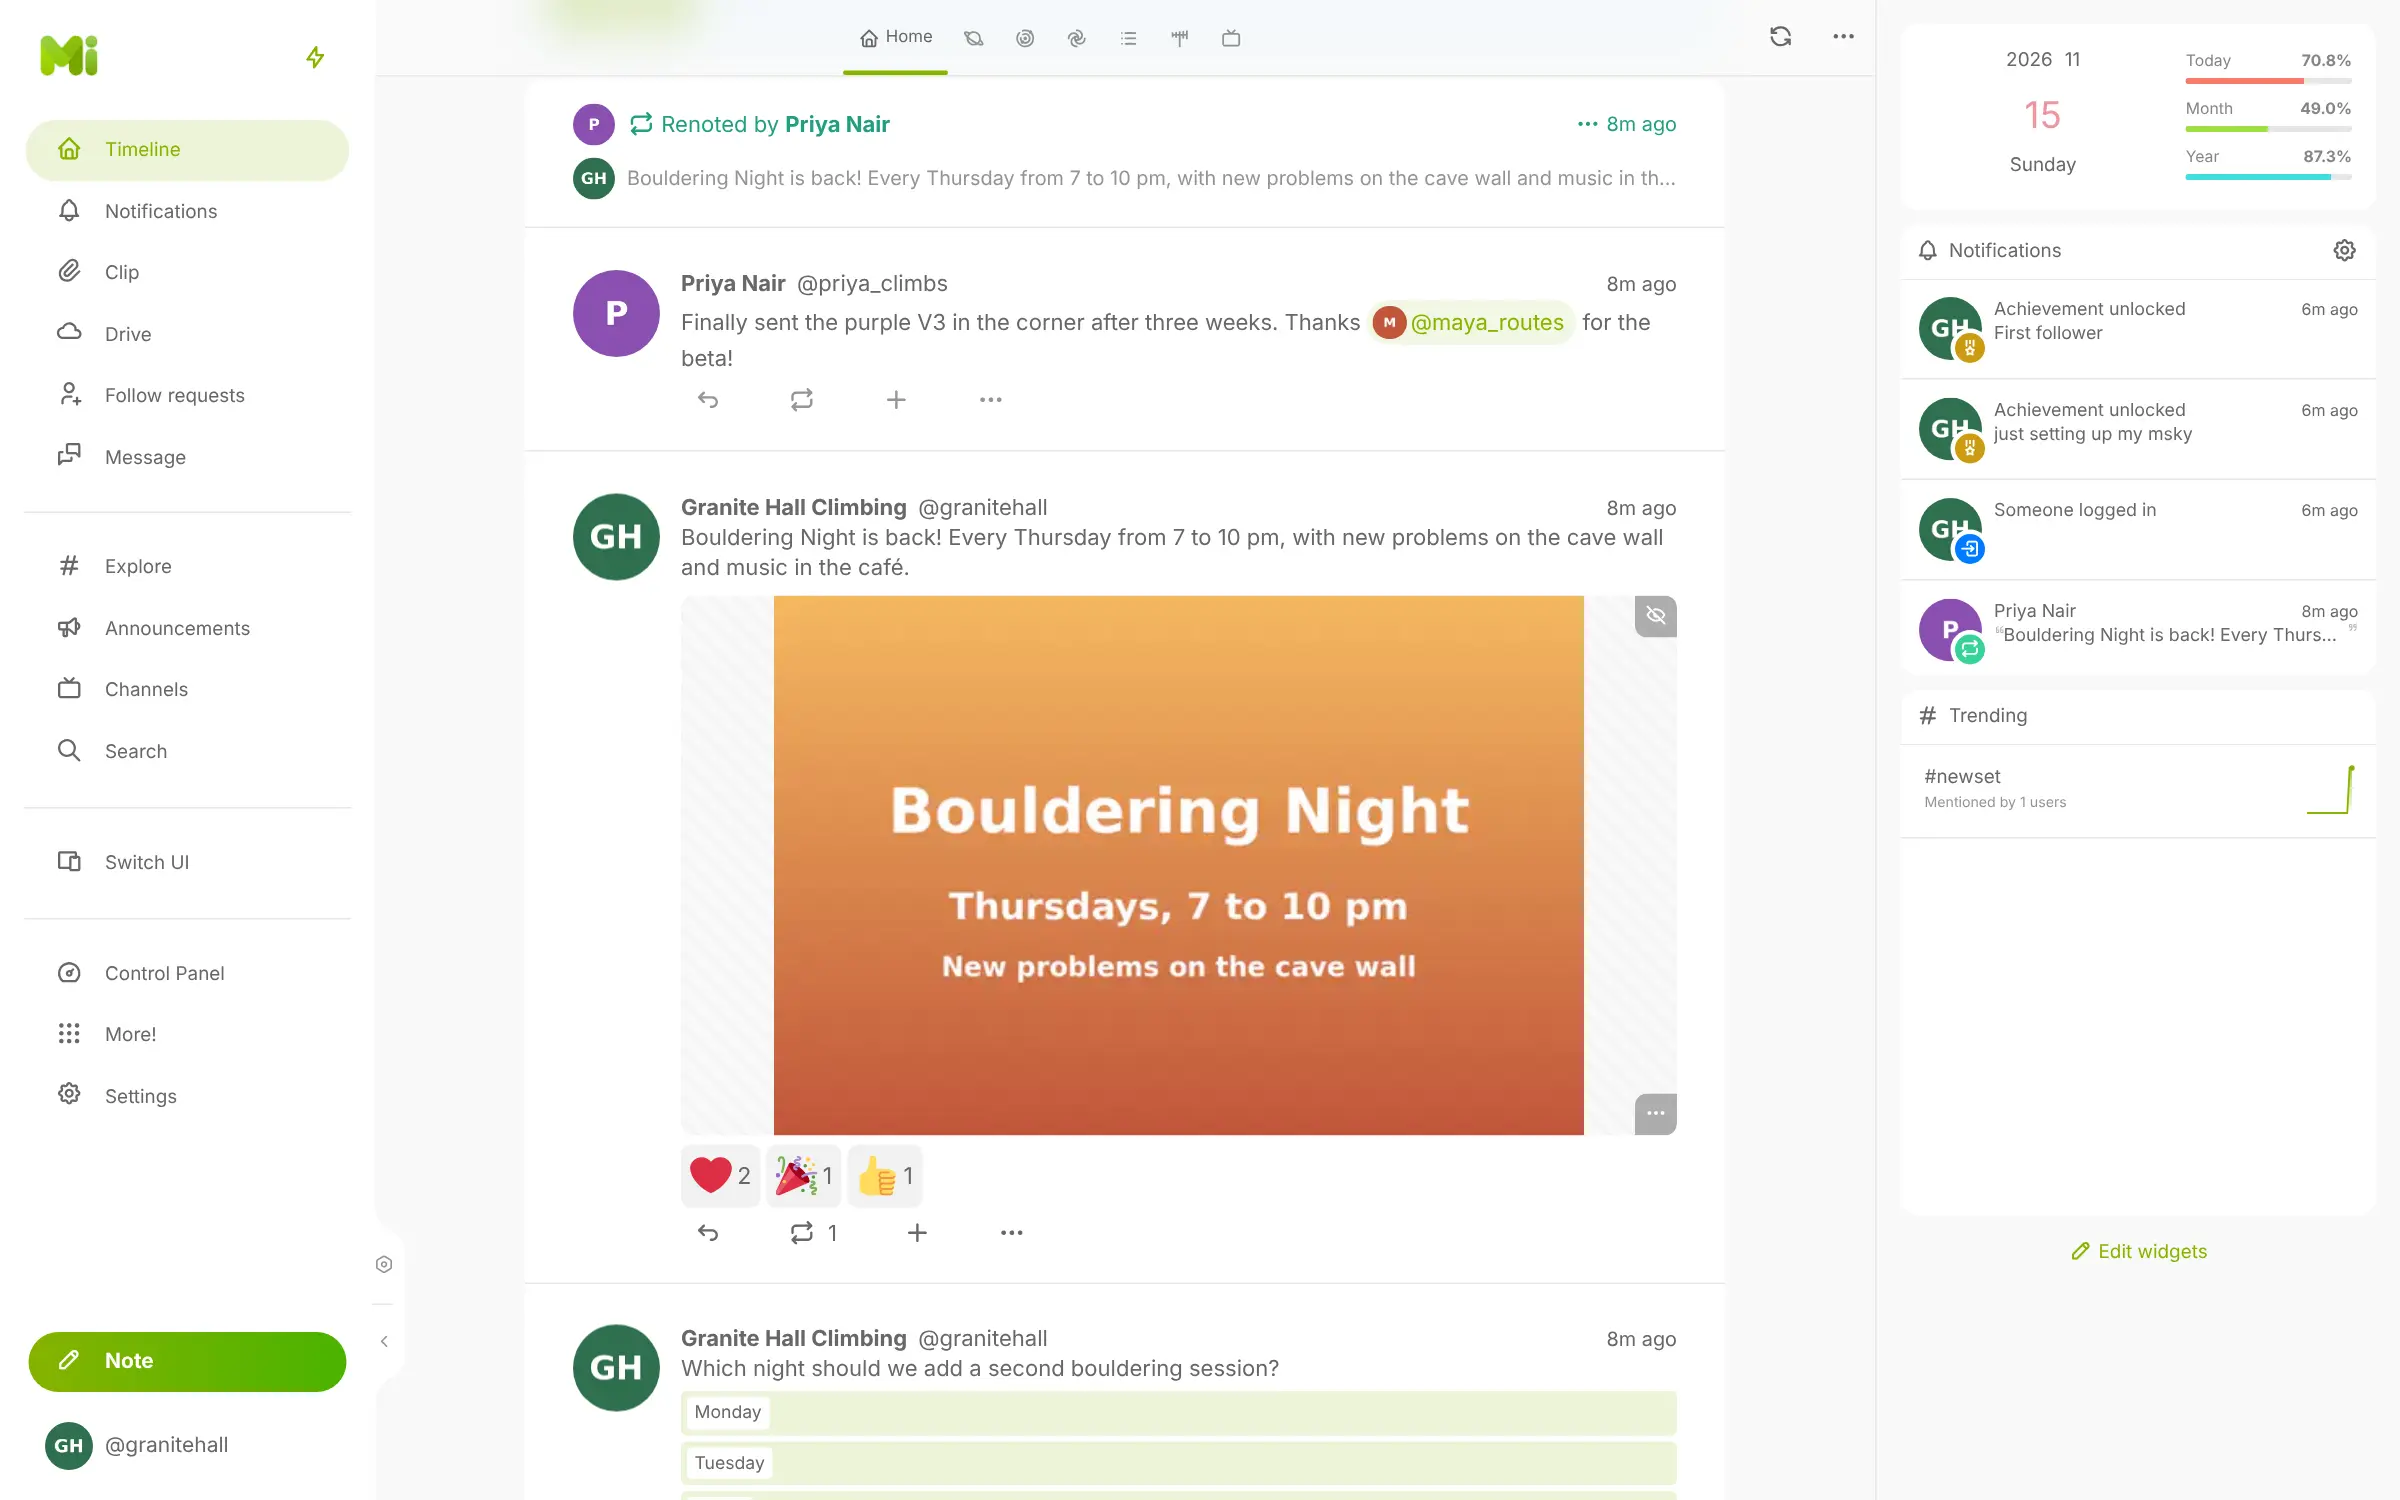 Mi
Timeline
Notifications
Clip
Drive
Follow requests
Message
Explore
Announcements
Channels
Search
Switch UI
Control Panel
More!
Settings
Note
GH @granitehall
Home
P Renoted by Priya Nair 8m ago
GH Bouldering Night is back! Every Thursday from 7 to 10 pm, with new problems on the cave wall and music in th...
P
Priya Nair @priya_climbs 8m ago
Finally sent the purple V3 in the corner after three weeks. Thanks M @maya_routes for the
beta!
GH
Granite Hall Climbing @granitehall 8m ago
Bouldering Night is back! Every Thursday from 7 to 10 pm, with new problems on the cave wall
and music in the café.
Bouldering Night
Thursdays, 7 to 10 pm
New problems on the cave wall
2 1 1
1
GH
Granite Hall Climbing @granitehall 8m ago
Which night should we add a second bouldering session?
Monday
Tuesday
2026 11
15
Sunday
Today 70.8%
Month 49.0%
Year 87.3%
Notifications
GH
Achievement unlocked 6m ago
First follower
GH
Achievement unlocked 6m ago
just setting up my msky
GH
Someone logged in 6m ago
P
Priya Nair 8m ago
“Bouldering Night is back! Every Thurs... ”
# Trending
#newset
Mentioned by 1 users
Edit widgets